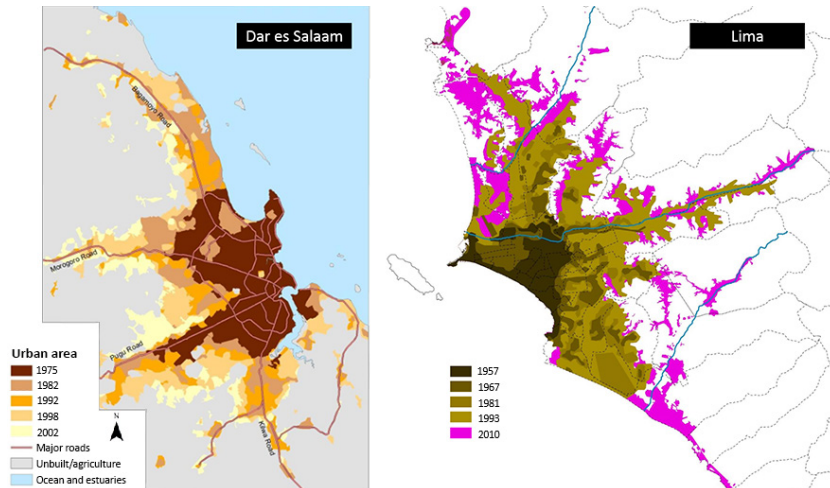 Dar es Salaam
Bagamoyo Road
Morogoro Road
Pugu Road
Kilwa Road
Urban area
1975
1982
1992
1998
2002
Major roads
Unbuilt/agriculture
Ocean and estuaries
N
Lima
1957
1967
1981
1993
2010